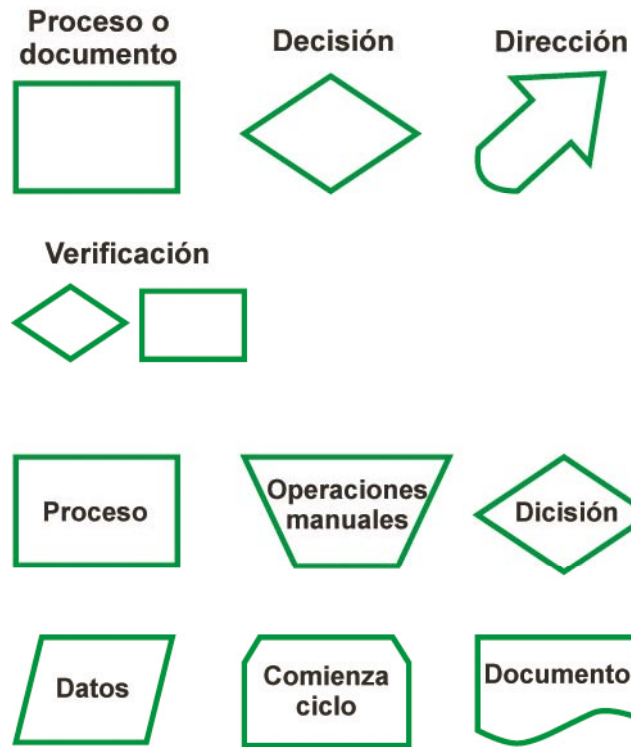 Proceso o
documento
Decisión
Dirección
Verificación
Proceso
Operaciones
manuales
Dicisión
Datos
Comienza
ciclo
Documento